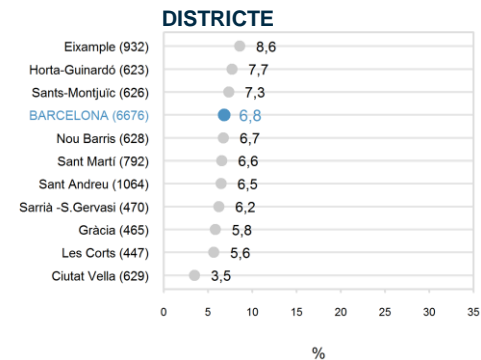 DISTRICTE
Eixample (932) 8,6
Horta-Guinardó (623) 7,7
Sants-Montjuïc (626) 7,3
BARCELONA (6676) 6,8
Nou Barris (628) 6,7
Sant Martí (792) 6,6
Sant Andreu (1064) 6,5
Sarrià -S.Gervasi (470) 6,2
Gràcia (465) 5,8
Les Corts (447) 5,6
Ciutat Vella (629) 3,5
0 5 10 15 20 25 30 35
%